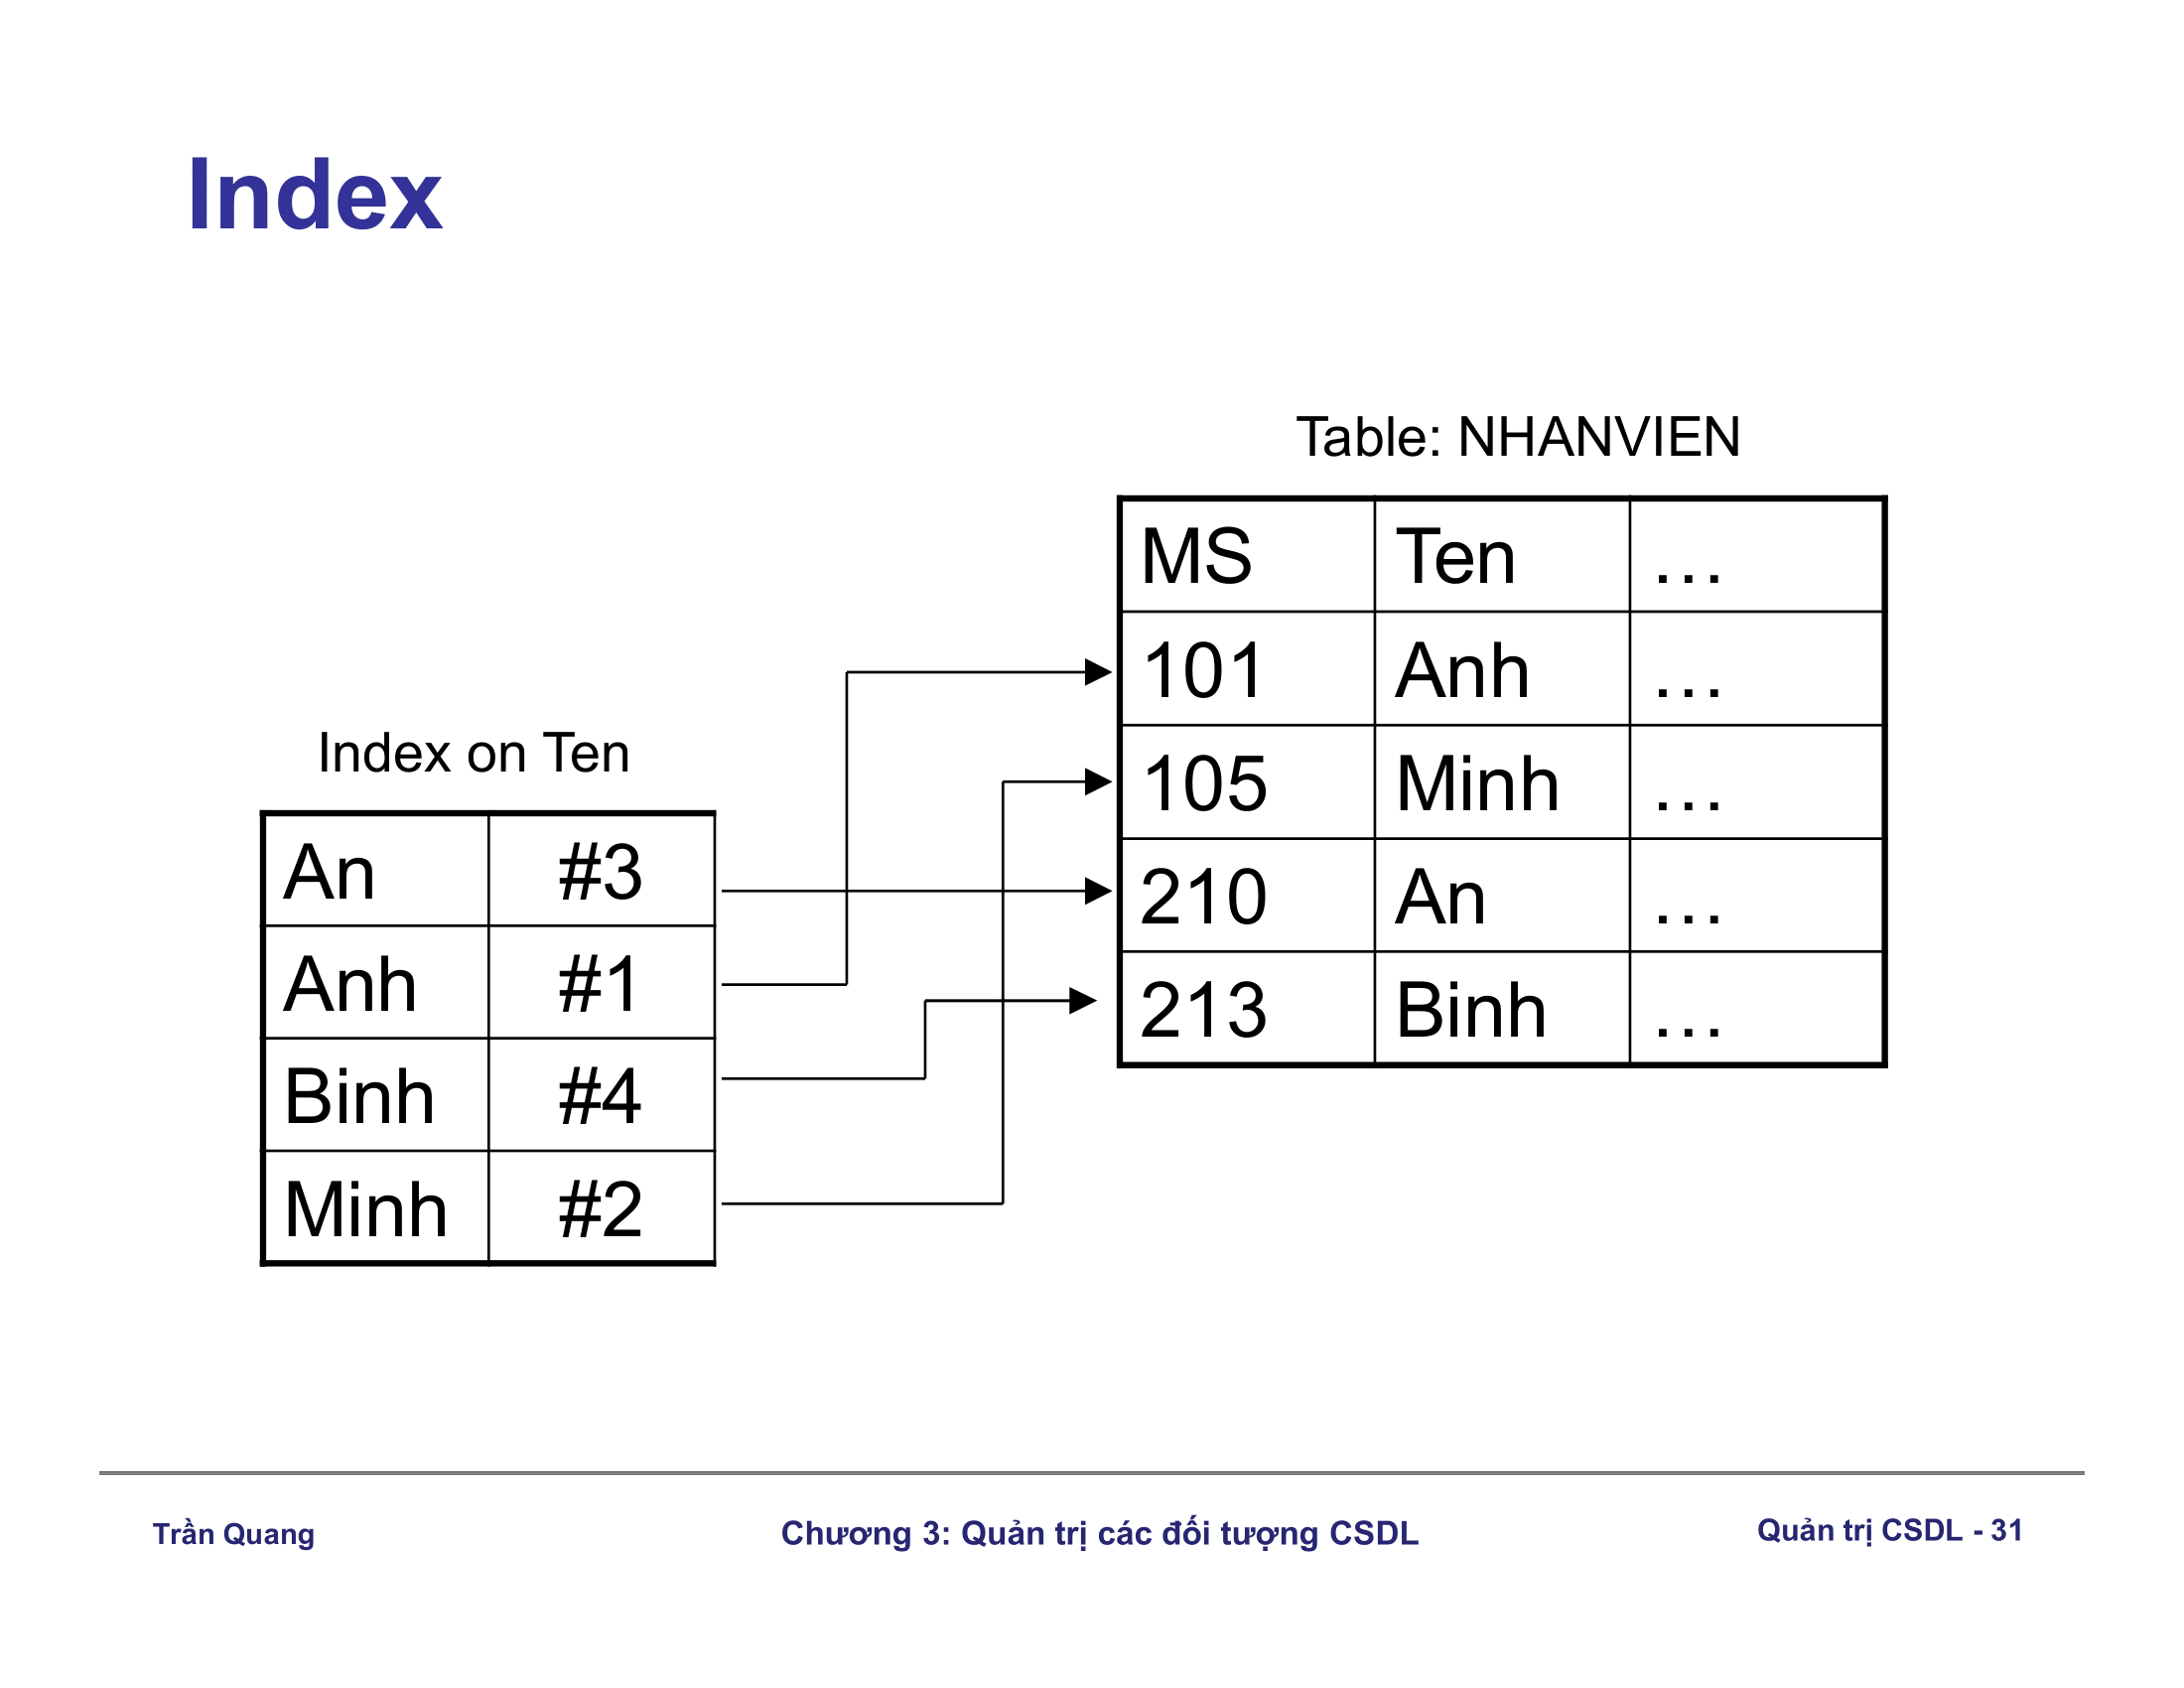 Index
Table: NHANVIEN
MS Ten …
101 Anh …
105 Minh …
210 An …
213 Binh …
Index on Ten
An #3
Anh #1
Binh #4
Minh #2
Trần Quang
Chương 3: Quản trị các đối tượng CSDL
Quản trị CSDL - 31